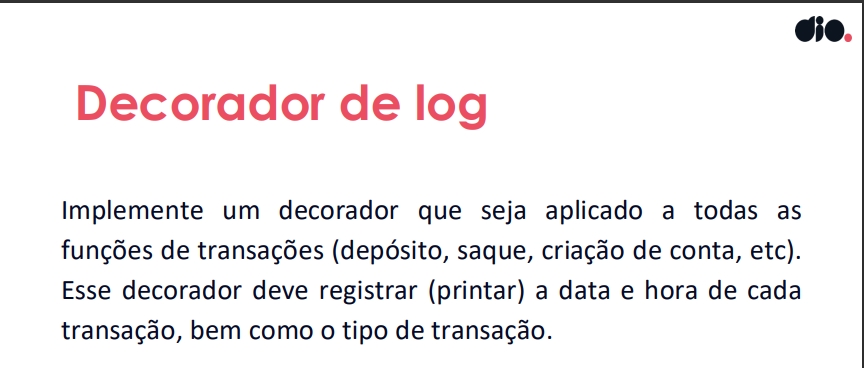 dio.
Decorador de log
Implemente um decorador que seja aplicado a todas as
funções de transações (depósito, saque, criação de conta, etc).
Esse decorador deve registrar (printar) a data e hora de cada
transação, bem como o tipo de transação.